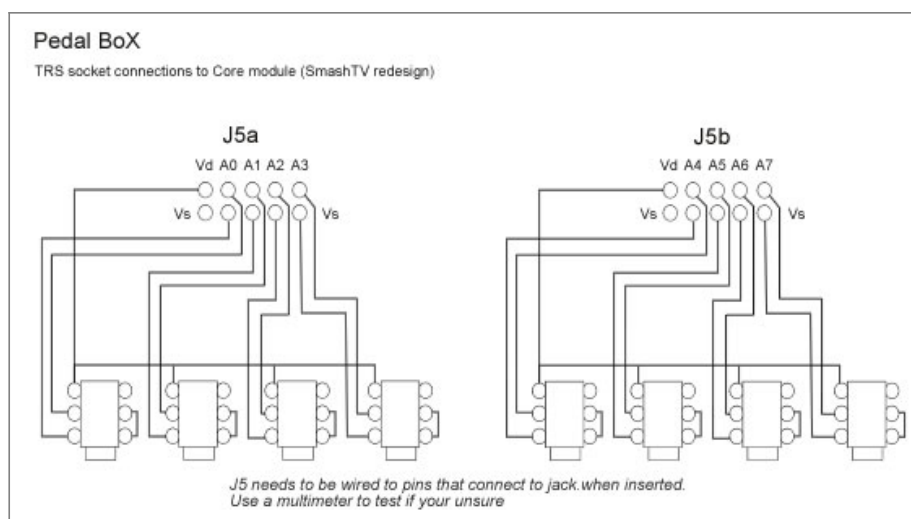 Pedal BoX
TRS socket connections to Core module (SmashTV redesign)
J5a
J5b
Vd A0 A1 A2 A3
Vd A4 A5 A6 A7
Vs Vs
Vs Vs
J5 needs to be wired to pins that connect to jack.when inserted.
Use a multimeter to test if your unsure